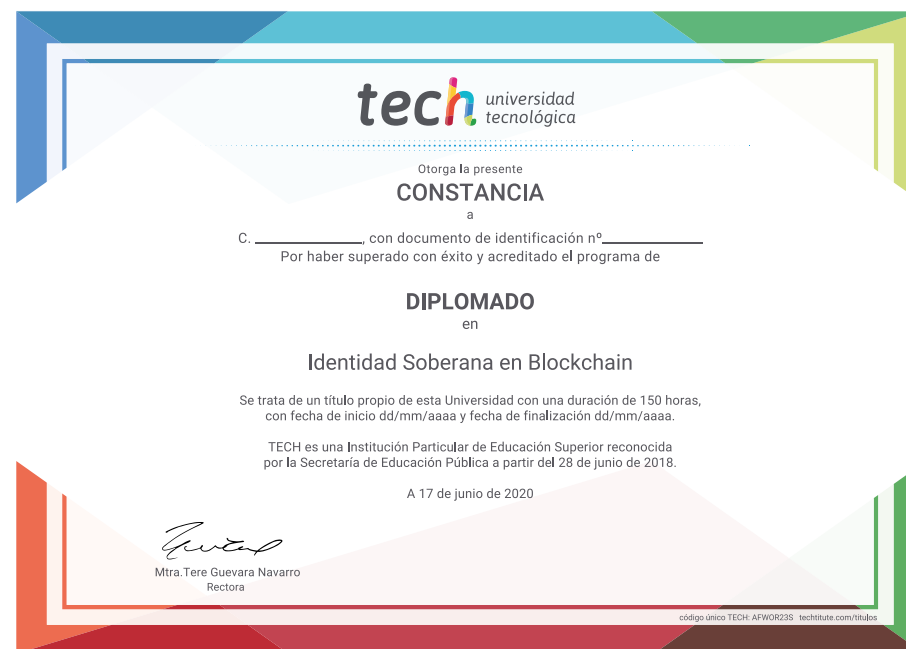 tech universidad
tecnológica
Otorga la presente
CONSTANCIA
a
C. ____________, con documento de identificación nº____________
Por haber superado con éxito y acreditado el programa de
DIPLOMADO
en
Identidad Soberana en Blockchain
Se trata de un título propio de esta Universidad con una duración de 150 horas,
con fecha de inicio dd/mm/aaaa y fecha de finalización dd/mm/aaaa.
TECH es una Institución Particular de Educación Superior reconocida
por la Secretaría de Educación Pública a partir del 28 de junio de 2018.
A 17 de junio de 2020
Mtra.Tere Guevara Navarro
Rectora
código único TECH: AFWOR23S techtitute.com/titulos